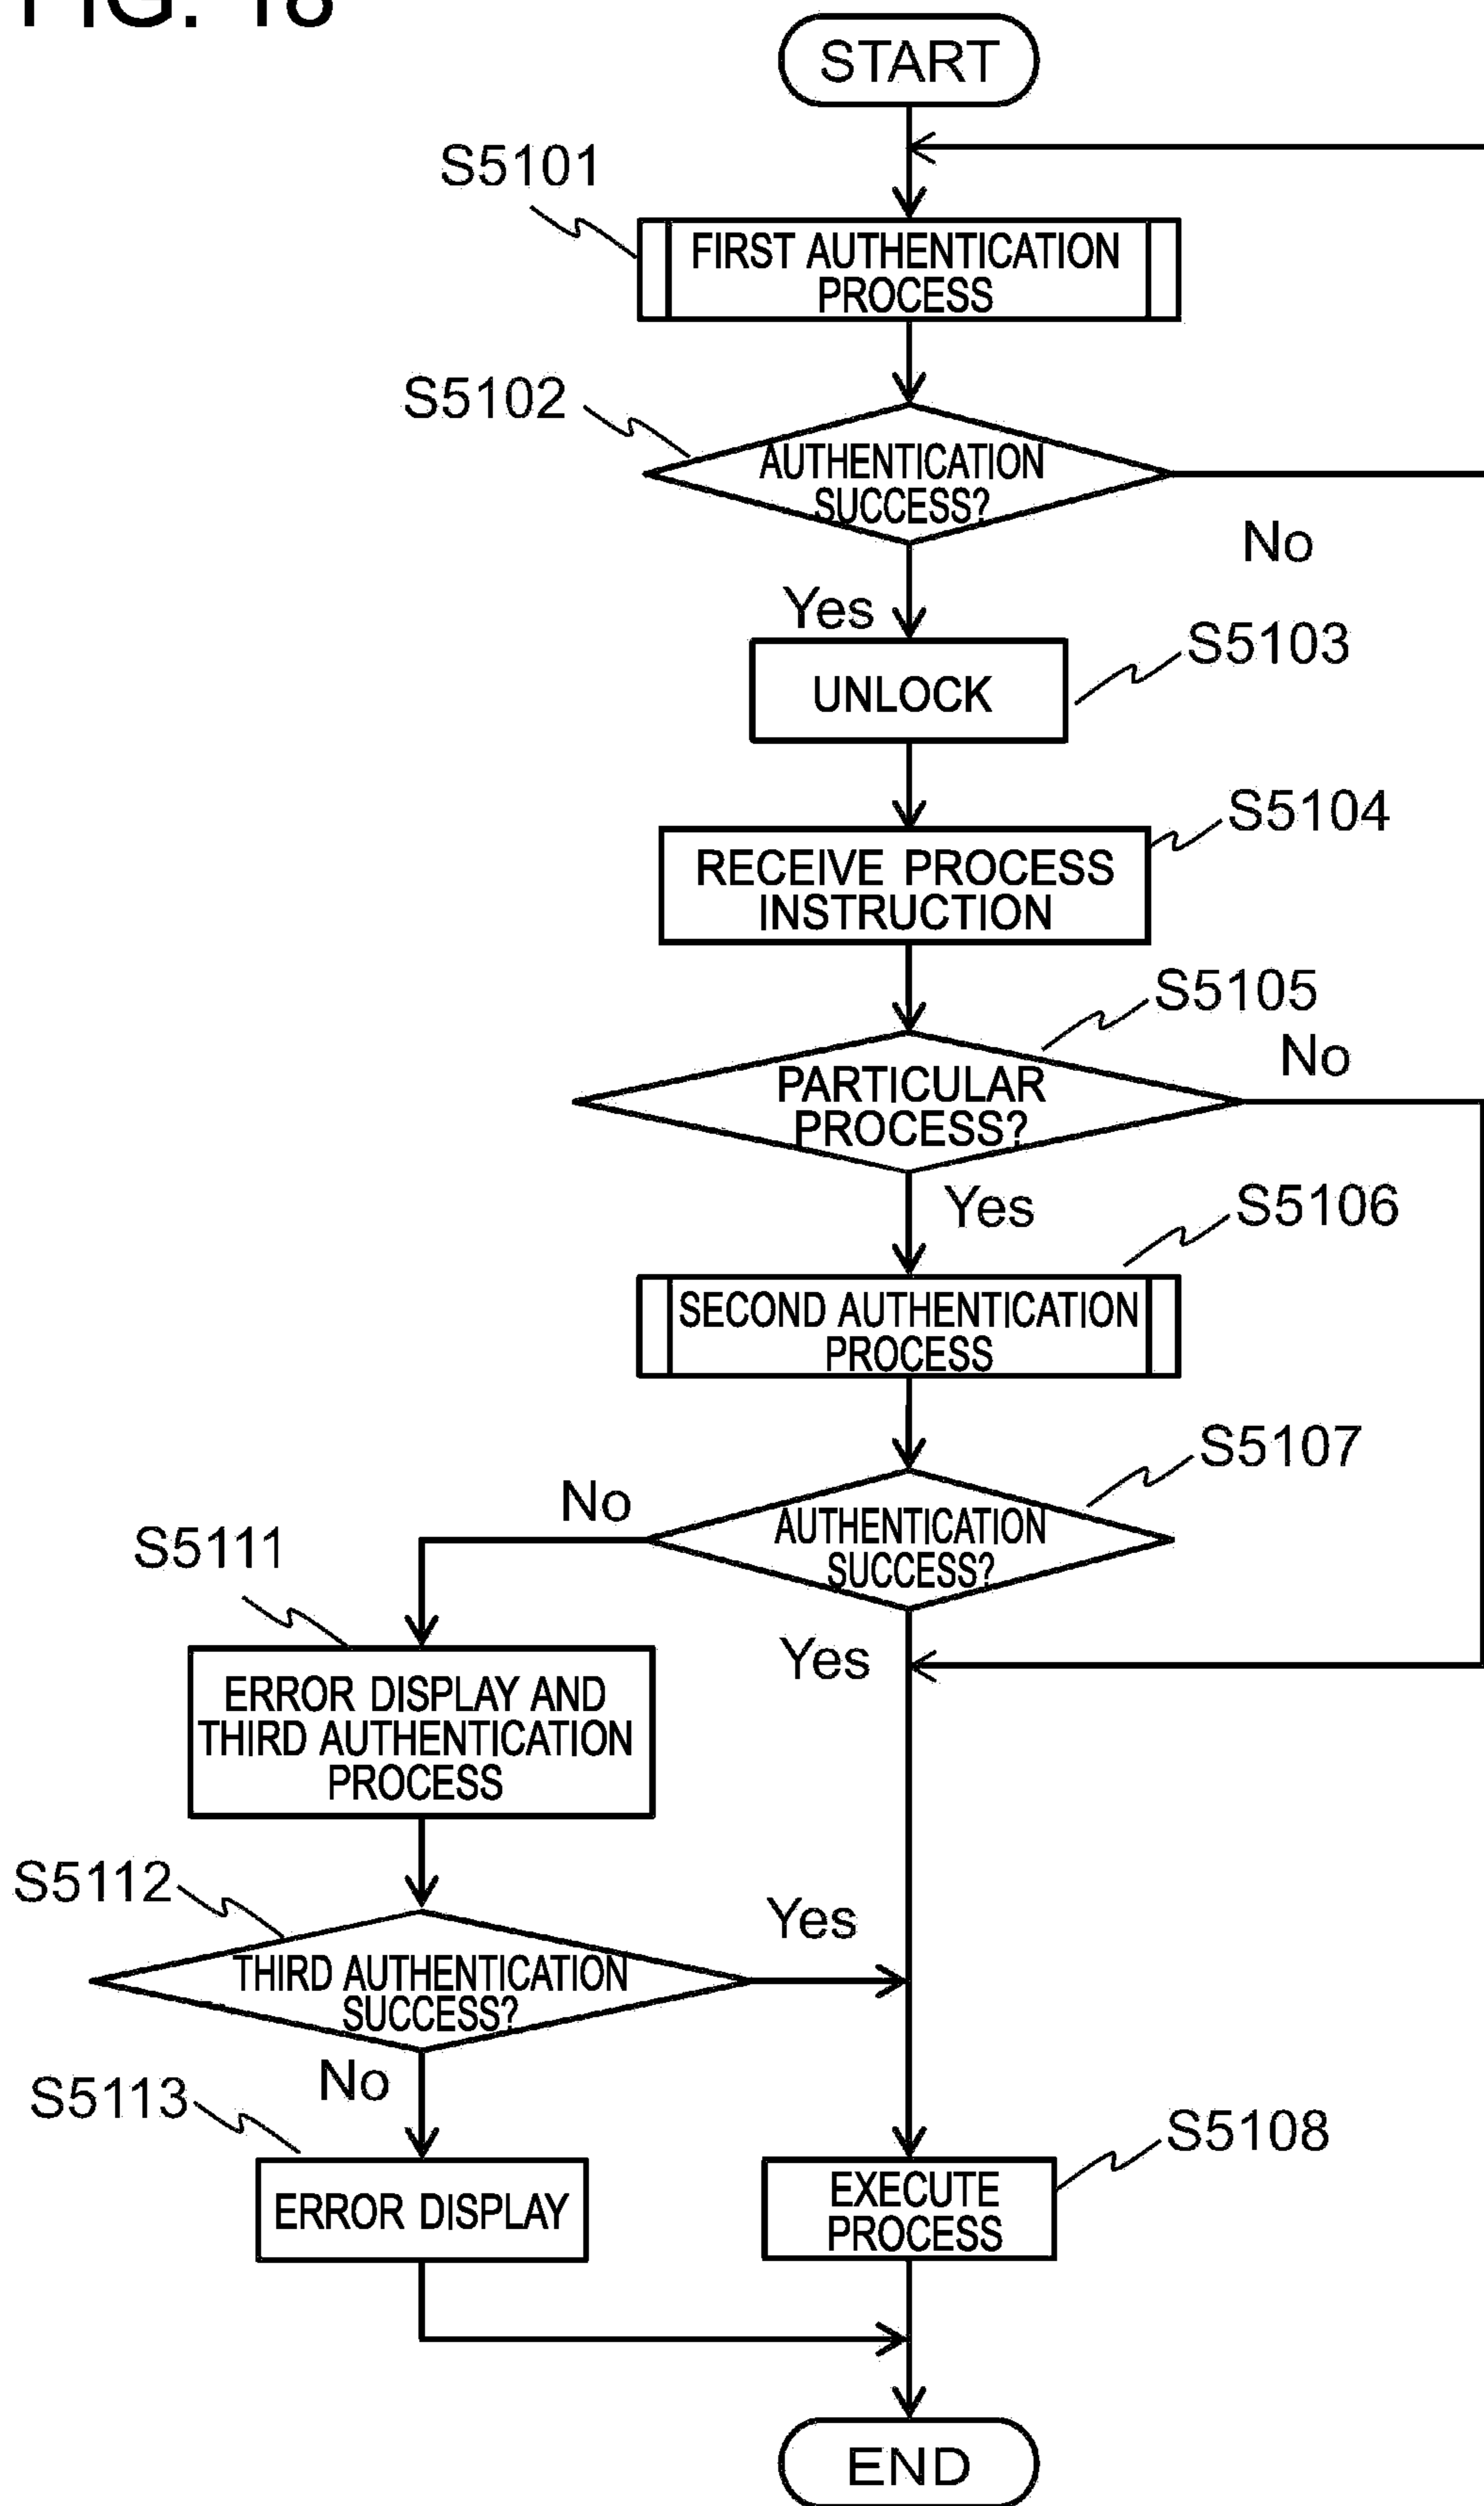 FIG. 18
START
S5101
FIRST AUTHENTICATION
PROCESS
S5102
AUTHENTICATION
SUCCESS?
No
Yes
S5103
UNLOCK
S5104
RECEIVE PROCESS
INSTRUCTION
S5105
No
PARTICULAR
PROCESS?
Yes
S5106
SECOND AUTHENTICATION
PROCESS
S5107
No
AUTHENTICATION
SUCCESS?
S5111
Yes
ERROR DISPLAY AND
THIRD AUTHENTICATION
PROCESS
S5112
Yes
THIRD AUTHENTICATION
SUCCESS?
No
S5113
S5108
ERROR DISPLAY
EXECUTE
PROCESS
END